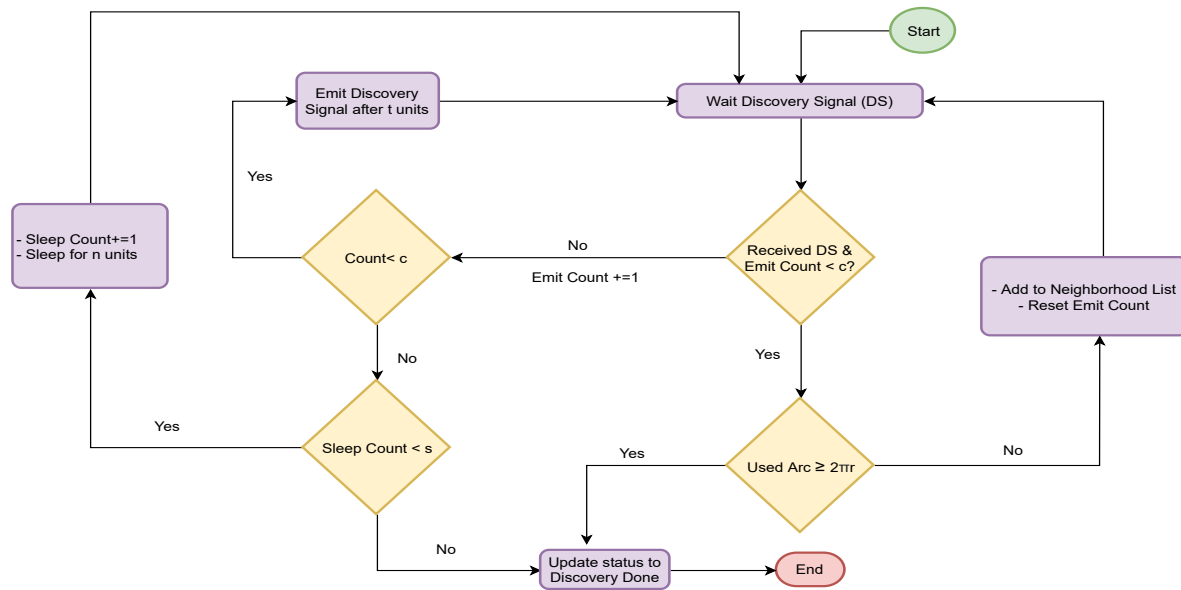 Start
Emit Discovery
Signal after t units
Wait Discovery Signal (DS)
Yes
- Sleep Count+=1
- Sleep for n units
Count< c
No
Emit Count +=1
Received DS &
Emit Count < c?
- Add to Neighborhood List
- Reset Emit Count
No
Yes
Yes
Sleep Count < s
Yes
Used Arc ≥ 2πr
No
No
Update status to
Discovery Done
End